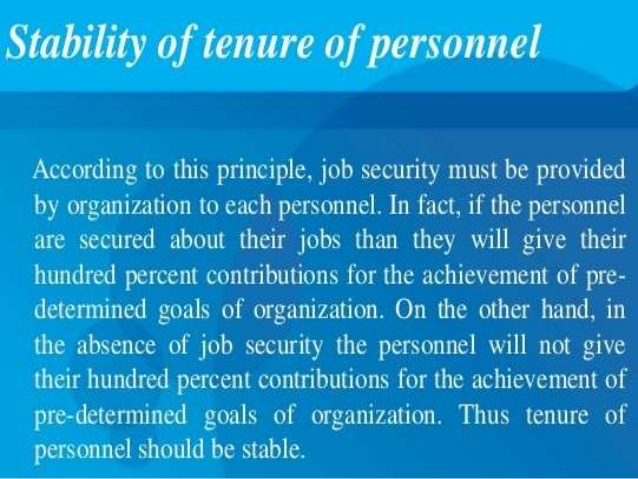 Stability of tenure of personnel
According to this principle, job security must be provided
by organization to each personnel. In fact, if the personnel
are secured about their jobs than they will give their
hundred percent contributions for the achievement of pre-
determined goals of organization. On the other hand, in
the absence of job security the personnel will not give
their hundred percent contributions for the achievement of
pre-determined goals of organization. Thus tenure of
personnel should be stable.